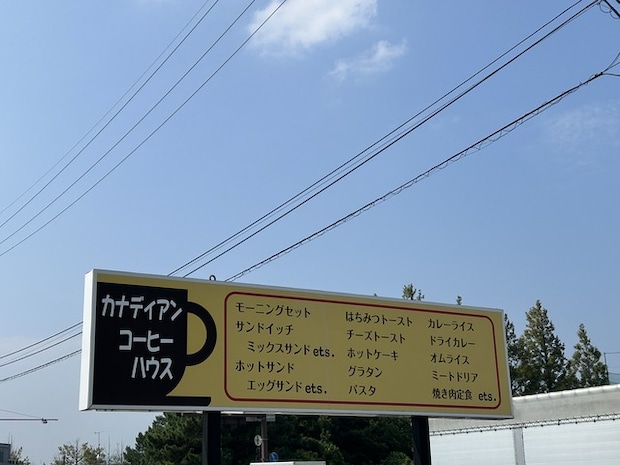 カナディアン
コーヒー
ハウス
モーニングセット
サンドイッチ
ミックスサンド ets.
ホットサンド
エッグサンド ets.
はちみつトースト
チーズトースト
ホットケーキ
グラタン
パスタ
カレーライス
ドライカレー
オムライス
ミートドリア
焼き肉定食 ets.